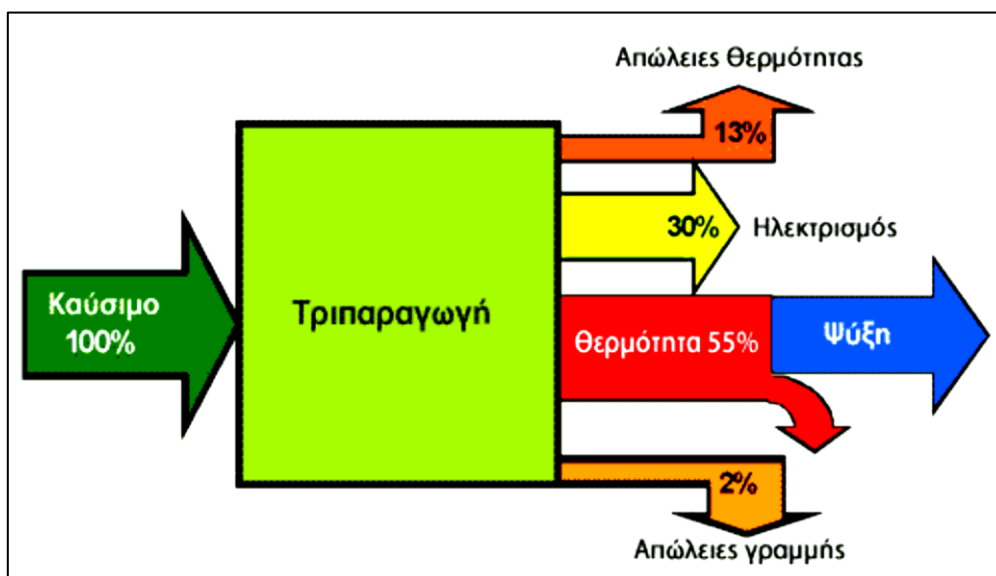 Απώλειες Θερμότητας
13%
30%
Ηλεκτρισμός
Καύσιμο
100%
Τριπαραγωγή
Θερμότητα 55%
Ψύξη
2%
Απώλειες γραμμής